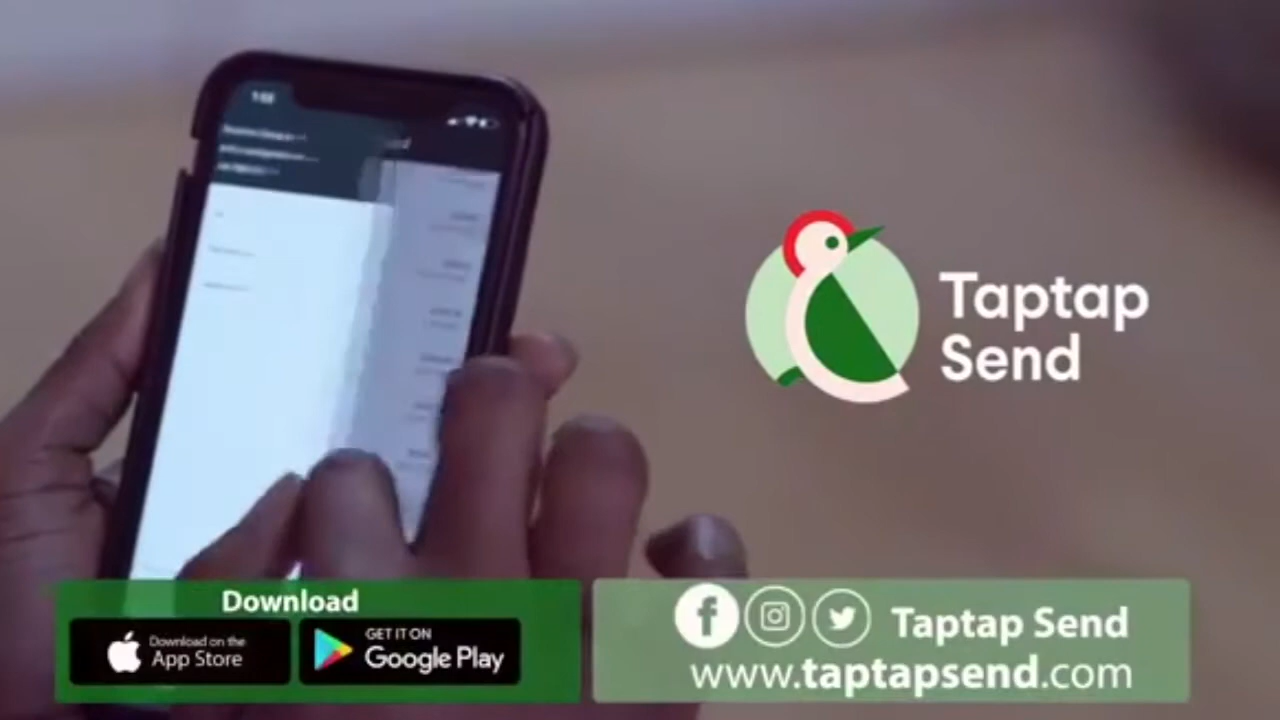 Taptap
Send
Download
Download on the
App Store
GET IT ON
Google Play
Taptap Send
www.taptapsend.com